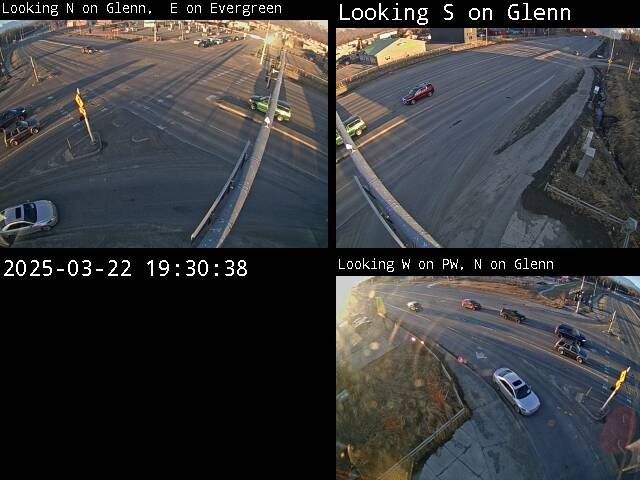 Looking N on Glenn,  E on Evergreen
Looking S on Glenn
2025-03-22 19:30:38
Looking W on PW, N on Glenn